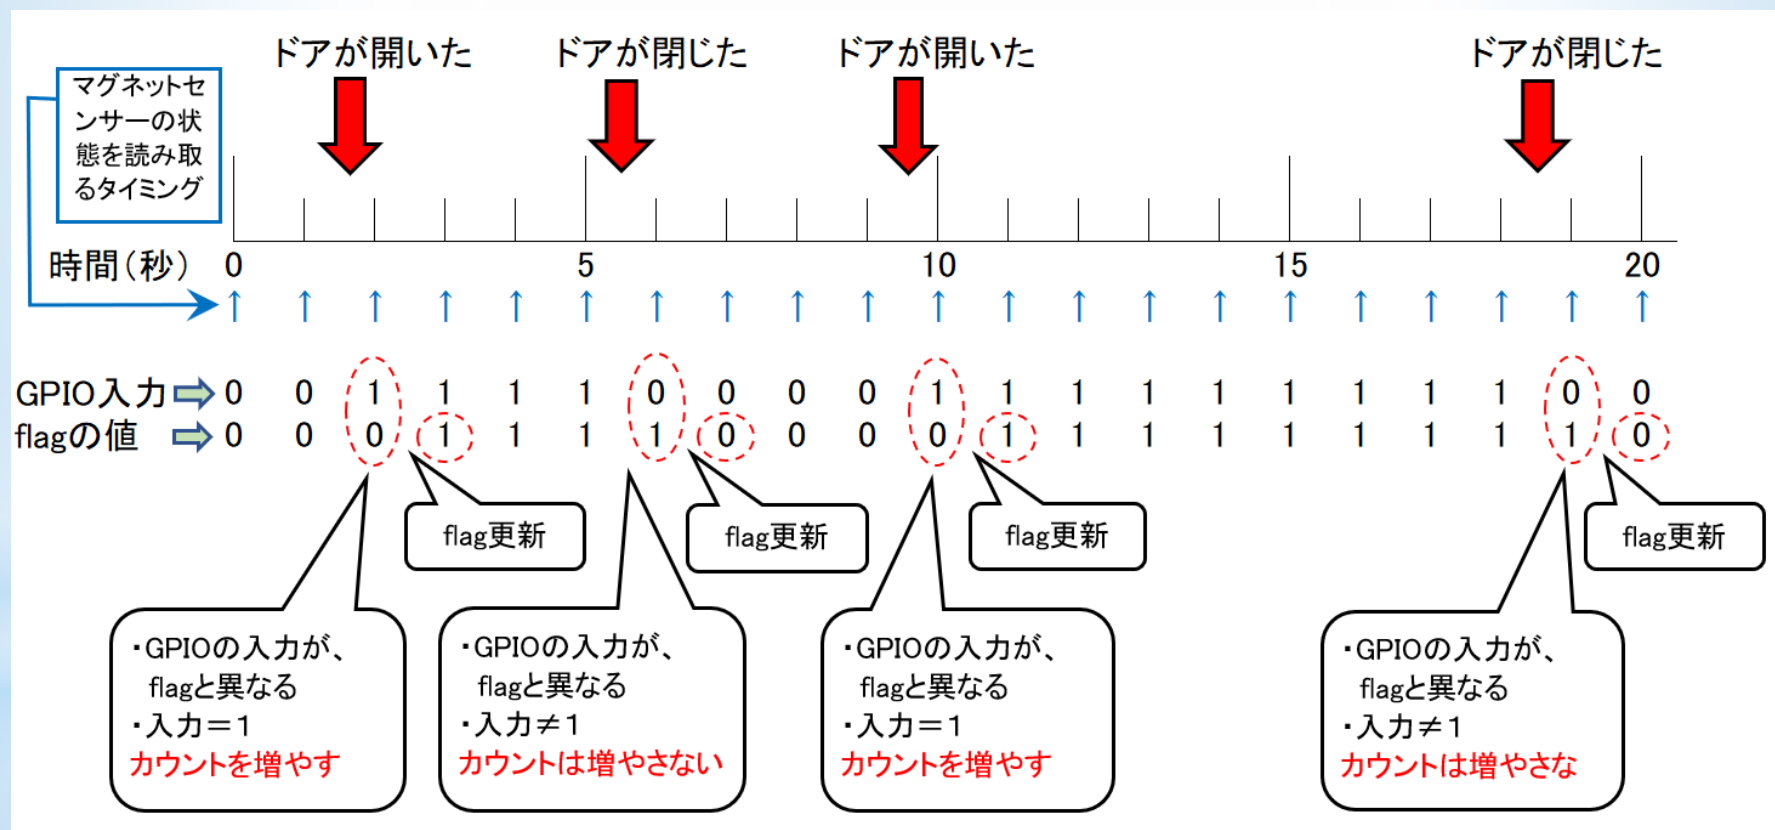 ドアが開いた
ドアが閉じた
ドアが開いた
ドアが閉じた
マグネットセ
ンサーの状
態を読み取
るタイミング
時間(秒) 0 5 10 15 20
↑ ↑ ↑ ↑ ↑ ↑ ↑ ↑ ↑ ↑ ↑ ↑ ↑ ↑ ↑ ↑ ↑ ↑ ↑ ↑ ↑
GPIO入力 0 0 1 1 1 1 0 0 0 0 1 1 1 1 1 1 1 1 1 0 0
flagの値 0 0 0 1 1 1 1 0 0 0 0 1 1 1 1 1 1 1 1 1 0
flag更新
flag更新
flag更新
flag更新
・GPIOの入力が、
flagと異なる
・入力＝1
カウントを増やす
・GPIOの入力が、
flagと異なる
・入力≠1
カウントは増やさない
・GPIOの入力が、
flagと異なる
・入力＝1
カウントを増やす
・GPIOの入力が、
flagと異なる
・入力≠1
カウントは増やさな